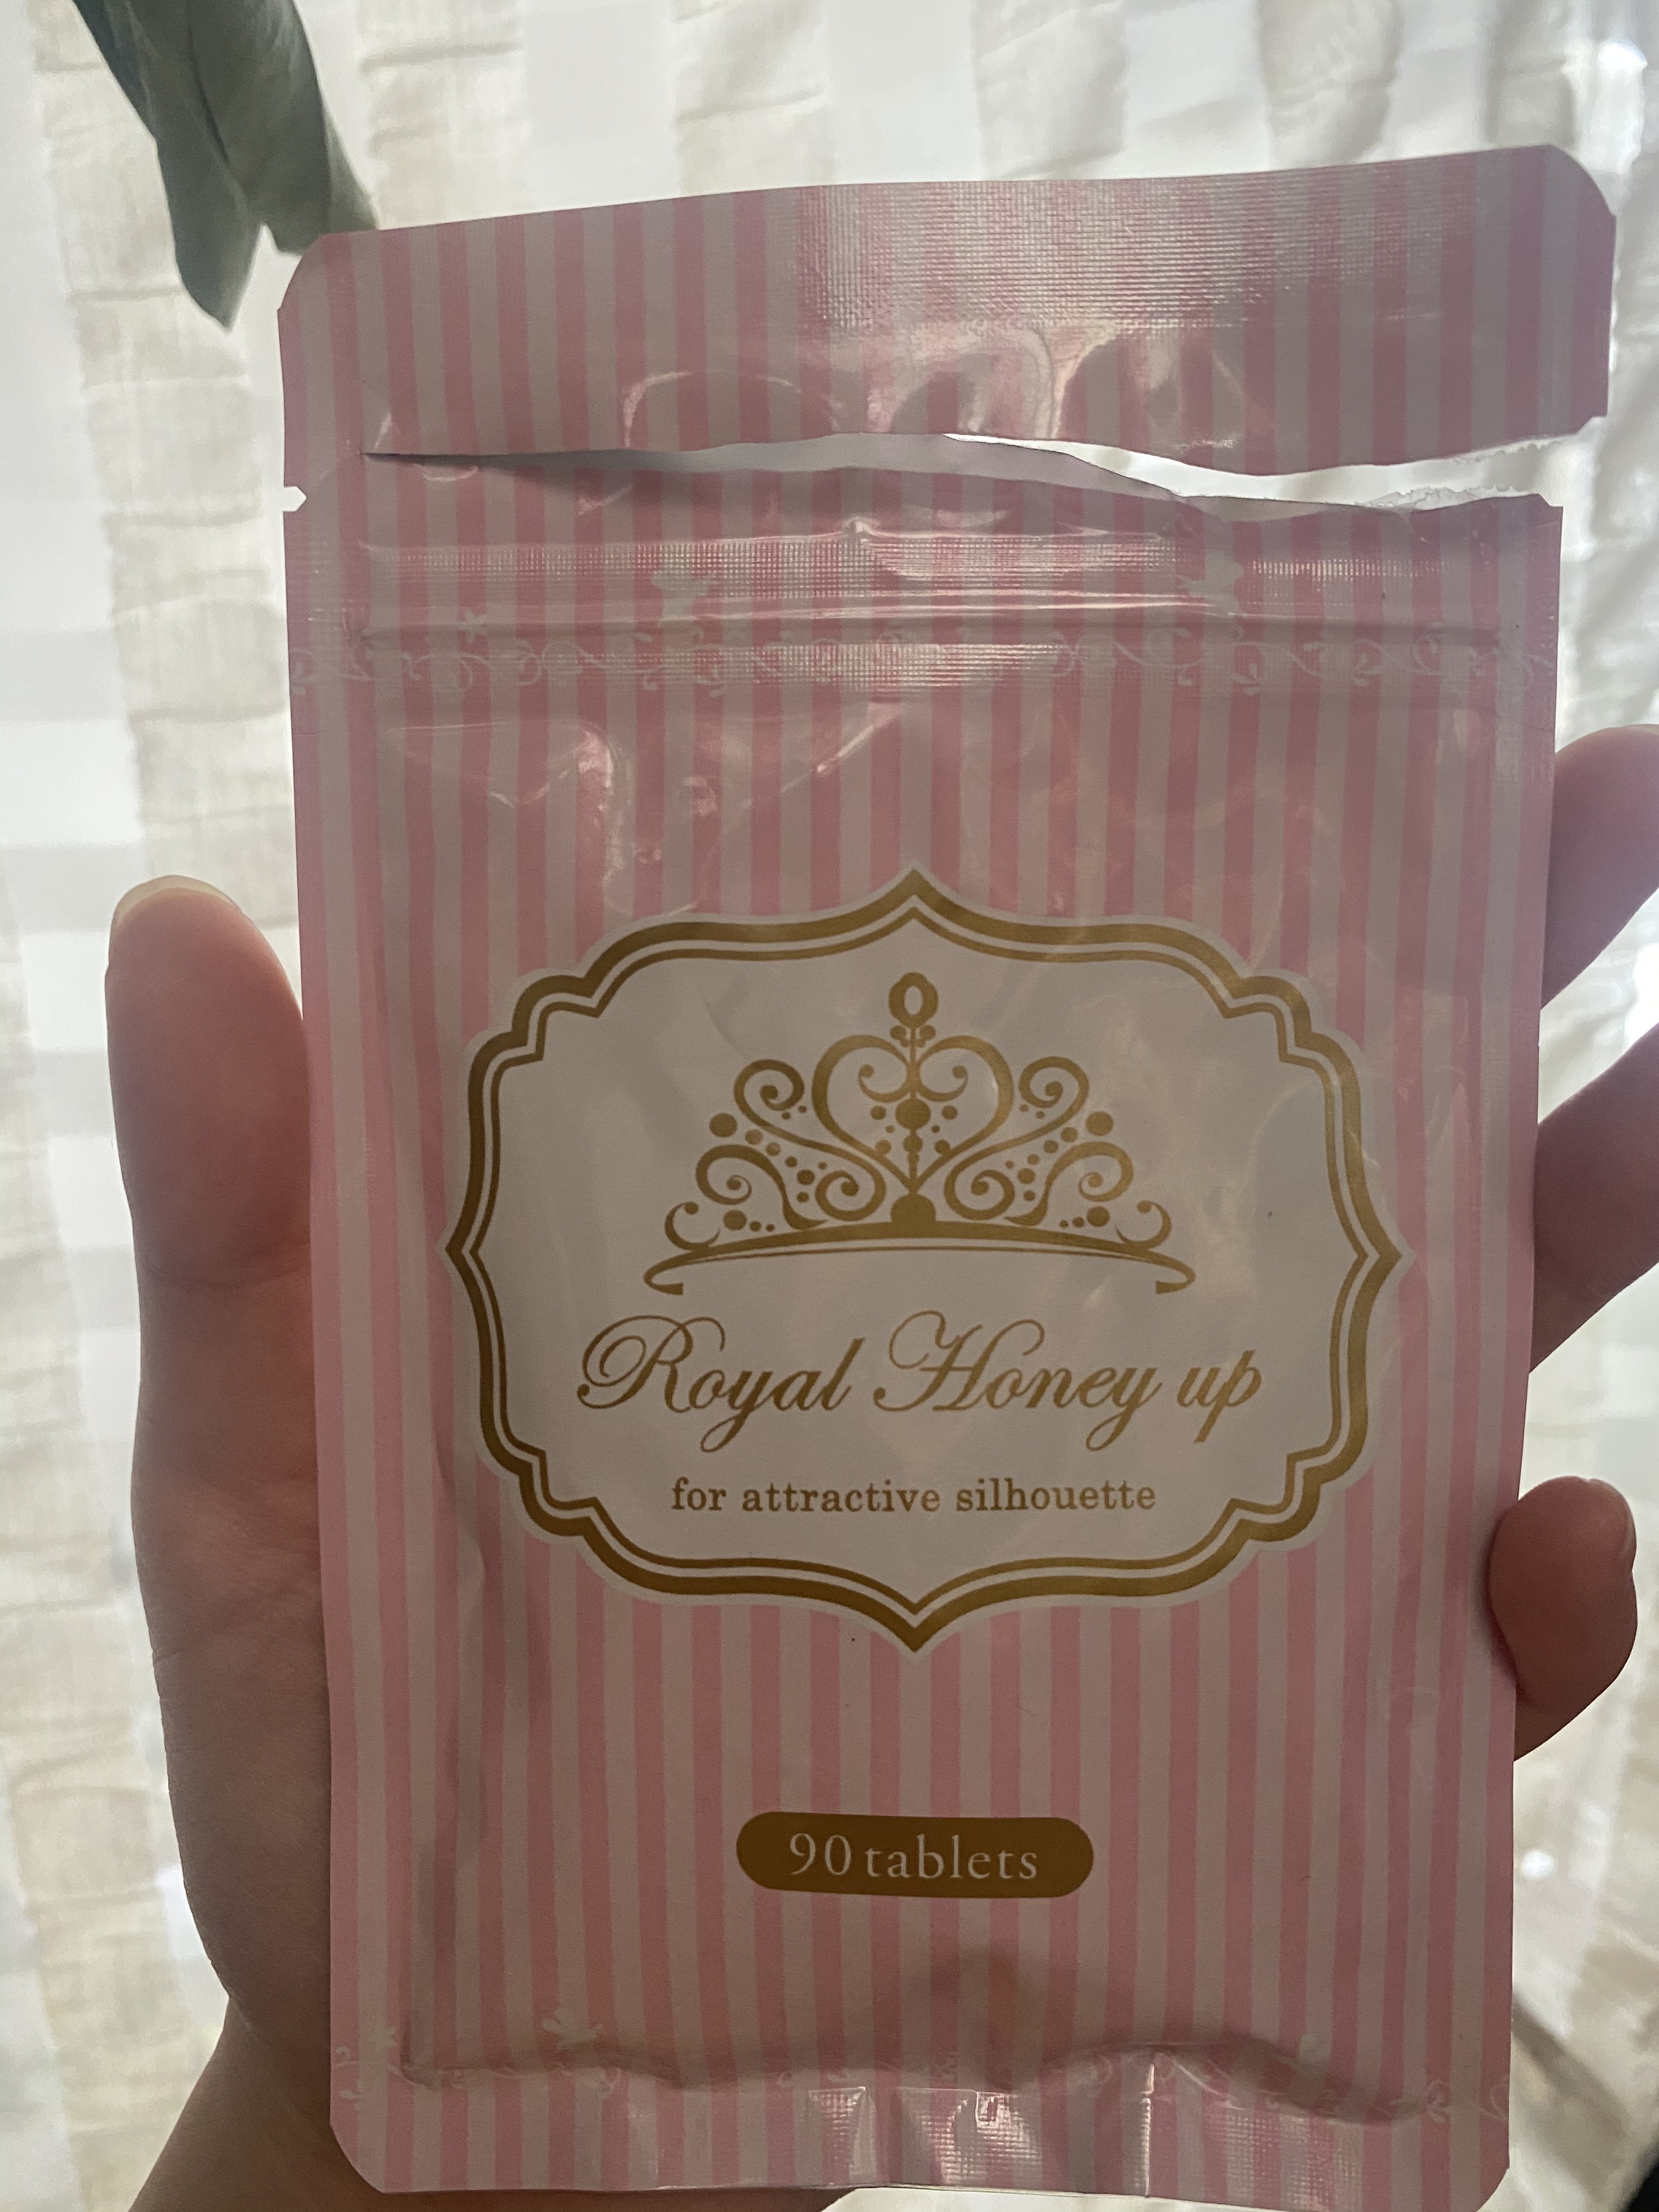 Royal Honey up
for attractive silhouette
90 tablets